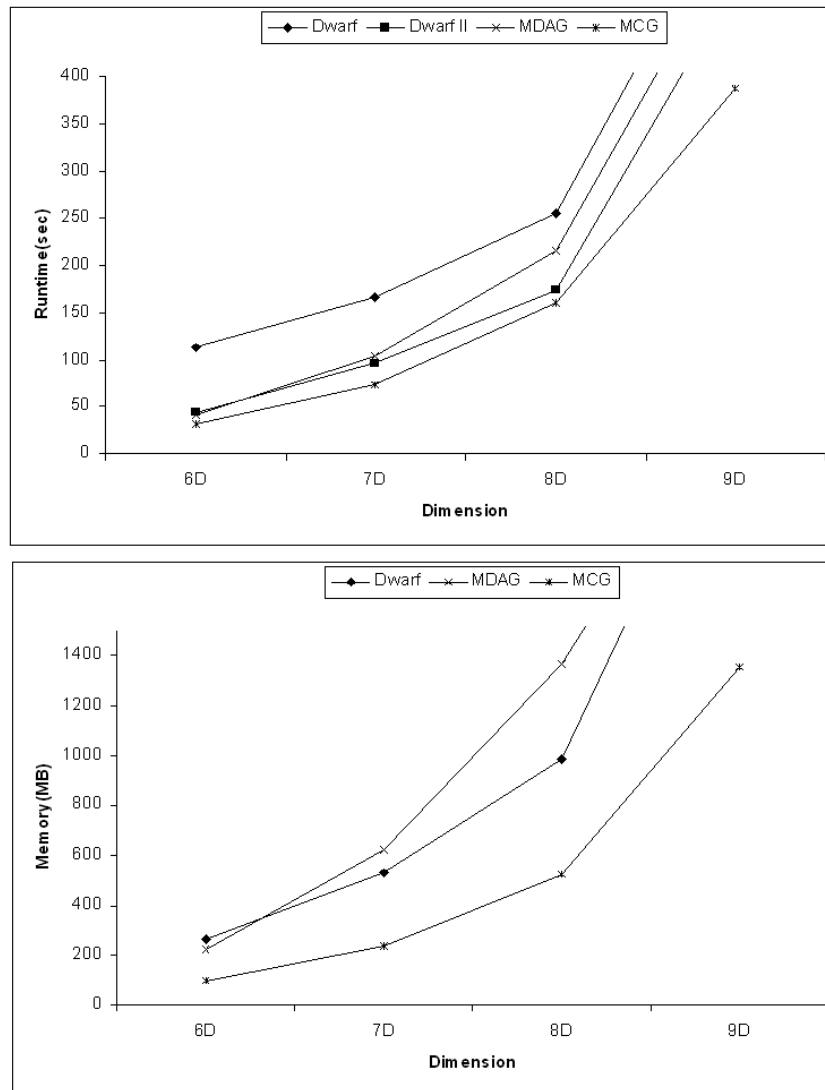 Dwarf Dwarf II MDAG MCG
400
350
300
250
200
150
100
50
0
Runtime(sec)
6D 7D 8D 9D
Dimension
Dwarf MDAG MCG
1400
1200
1000
800
600
400
200
0
Memory(MB)
6D 7D 8D 9D
Dimension